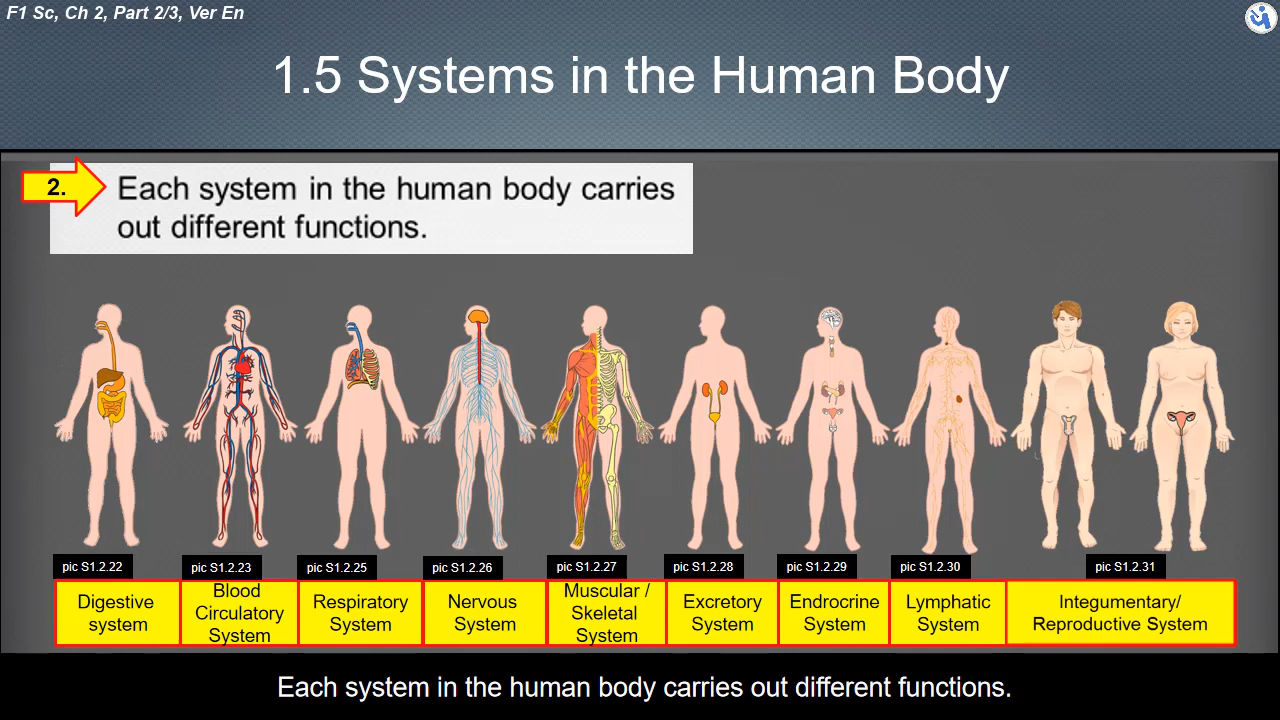 F1 Sc, Ch 2, Part 2/3, Ver En
1.5 Systems in the Human Body
2.
Each system in the human body carries
out different functions.
pic S1.2.22
pic S1.2.23
pic S1.2.25
pic S1.2.26
pic S1.2.27
pic S1.2.28
pic S1.2.29
pic S1.2.30
pic S1.2.31
Digestive
system
Blood
Circulatory
System
Respiratory
System
Nervous
System
Muscular /
Skeletal
System
Excretory
System
Endrocrine
System
Lymphatic
System
Integumentary/
Reproductive System
Each system in the human body carries out different functions.